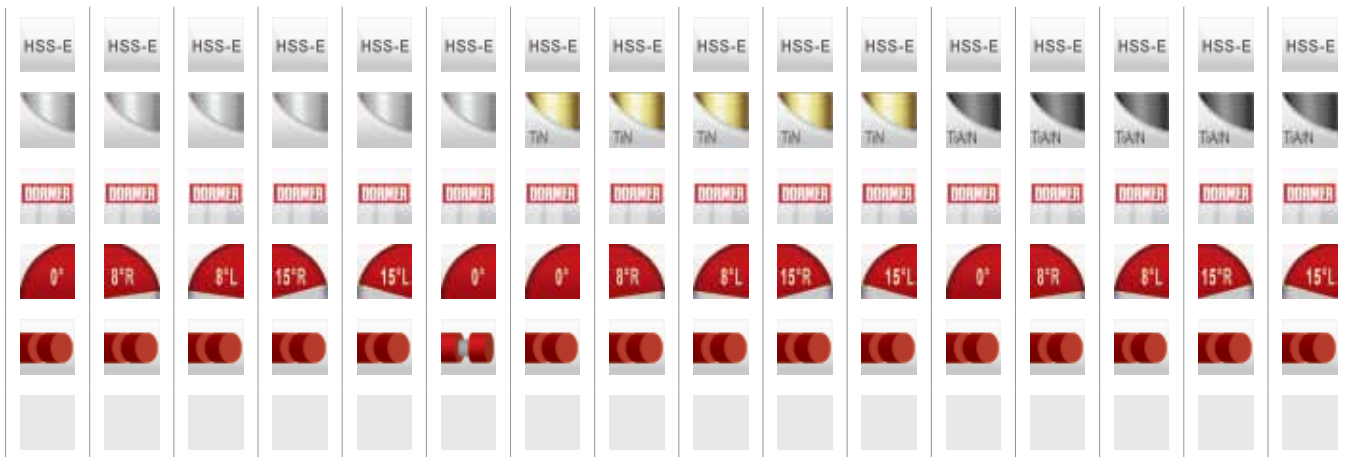 HSS-E HSS-E HSS-E HSS-E HSS-E HSS-E HSS-E HSS-E HSS-E HSS-E HSS-E HSS-E HSS-E HSS-E HSS-E HSS-E
TiN TiN TiN TiN TiN TiAlN TiAlN TiAlN TiAlN TiAlN
DORMER DORMER DORMER DORMER DORMER DORMER DORMER DORMER DORMER DORMER DORMER DORMER DORMER DORMER DORMER DORMER
0° 8°R 8°L 15°R 15°L 0° 0° 8°R 8°L 15°R 15°L 0° 8°R 8°L 15°R 15°L